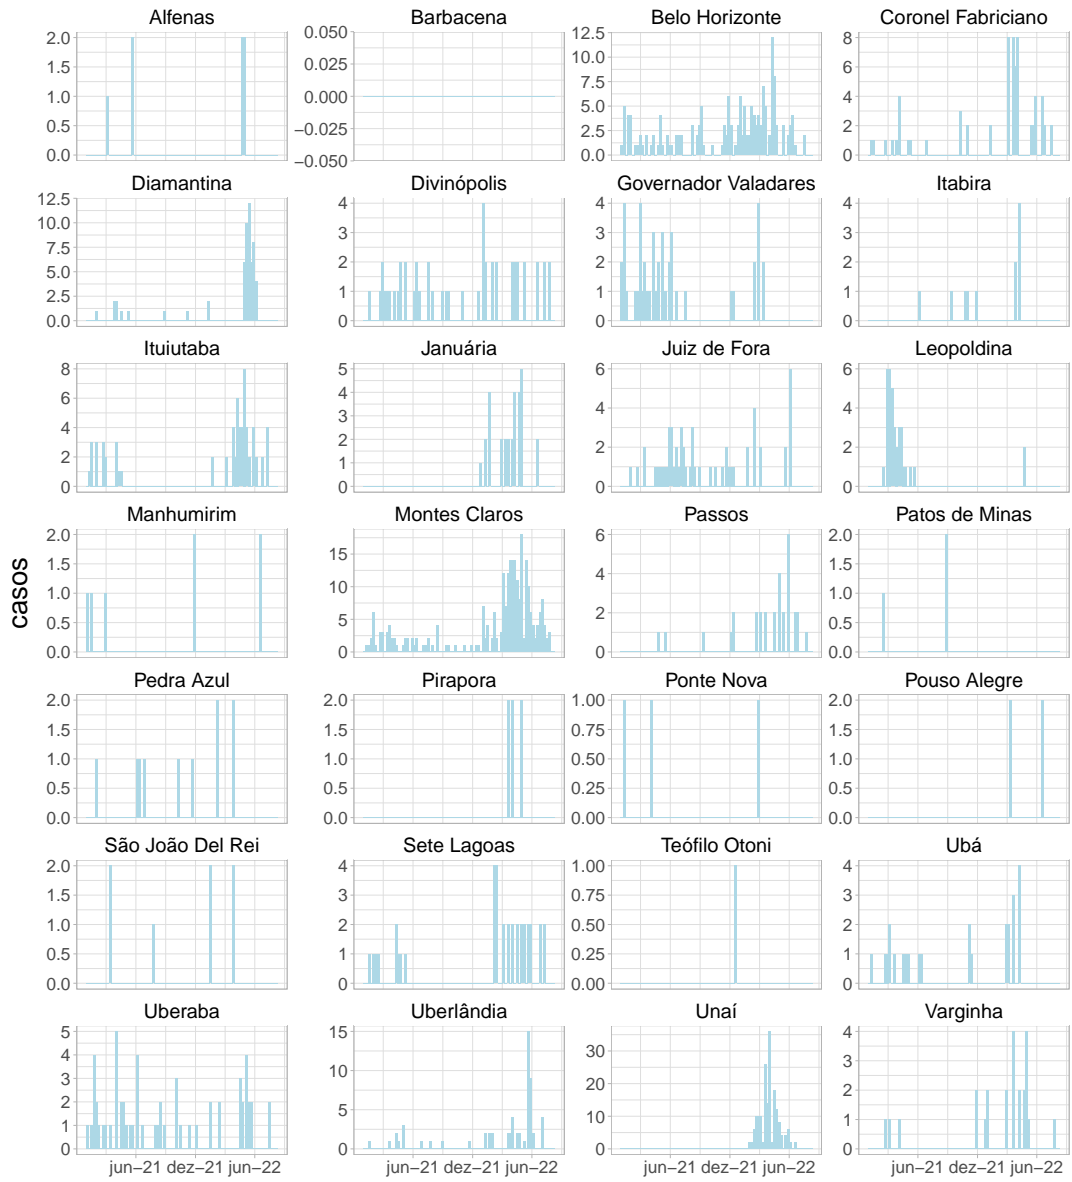 Alfenas Barbacena Belo Horizonte Coronel Fabriciano
2.0 0.050 12.5 8
1.5 0.025 10.0 6
1.0 0.000 7.5 4
0.5 −0.025 5.0 2
0.0 −0.050 2.5 0
0.0
Diamantina Divinópolis Governador Valadares Itabira
12.5 4 4 4
10.0 3 3 3
7.5 2 2 2
5.0 1 1 1
2.5 0 0 0
0.0
Ituiutaba Januária Juiz de Fora Leopoldina
8 5 6 6
6 4 4 4
4 3 2 2
2 2 0 0
0 1
0
Manhumirim Montes Claros Passos Patos de Minas
2.0 15 6 2.0
1.5 10 4 1.5
1.0 5 2 1.0
0.5 0 0 0.5
0.0 0.0
casos
Pedra Azul Pirapora Ponte Nova Pouso Alegre
2.0 2.0 1.00 2.0
1.5 1.5 0.75 1.5
1.0 1.0 0.50 1.0
0.5 0.5 0.25 0.5
0.0 0.0 0.00 0.0
São João Del Rei Sete Lagoas Teófilo Otoni Ubá
2.0 4 1.00 4
1.5 3 0.75 3
1.0 2 0.50 2
0.5 1 0.25 1
0.0 0 0.00 0
Uberaba Uberlândia Unaí Varginha
5 15 30 4
4 10 20 3
3 5 10 2
2 0 0 1
1 0
0
jun−21 dez−21 jun−22 jun−21 dez−21 jun−22 jun−21 dez−21 jun−22 jun−21 dez−21 jun−22